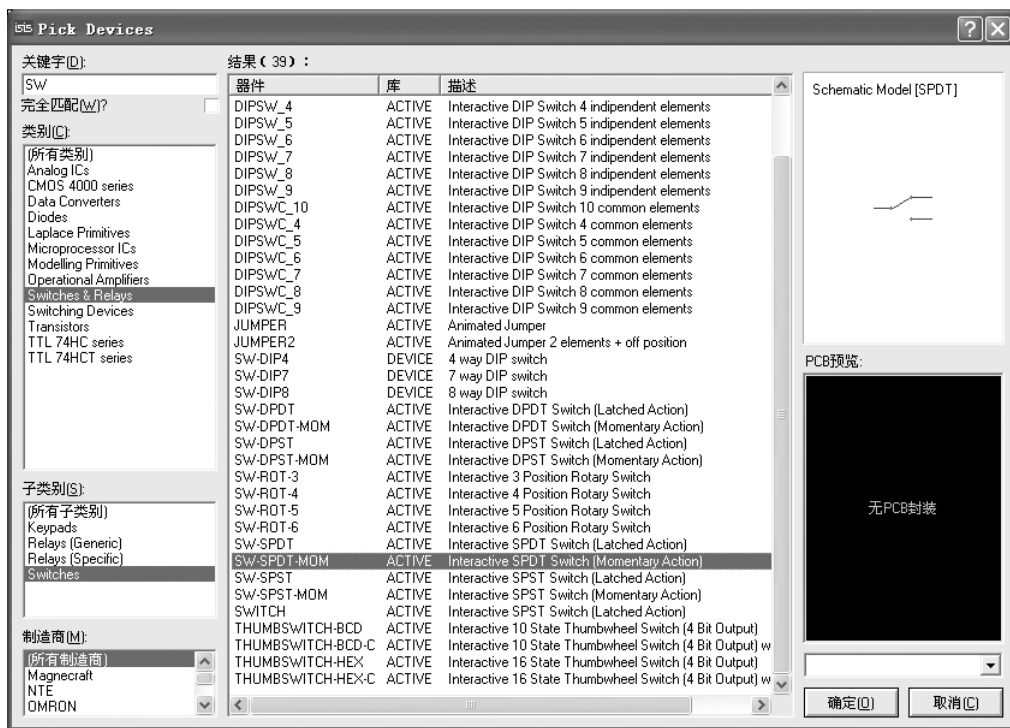 isis Pick Devices
关键字(D):
SW
完全匹配(W)?
类别(C):
(所有类别)
Analog ICs
CMOS 4000 series
Data Converters
Diodes
Laplace Primitives
Microprocessor ICs
Modelling Primitives
Operational Amplifiers
Switches & Relays
Switching Devices
Transistors
TTL 74HC series
TTL 74HCT series
子类别(S):
(所有子类别)
Keypads
Relays (Generic)
Relays (Specific)
Switches
制造商(M):
(所有制造商)
Magnecraft
NTE
OMRON
结果(39):
器件 库 描述
DIPSW_4 ACTIVE Interactive DIP Switch 4 indipendent elements
DIPSW_5 ACTIVE Interactive DIP Switch 5 indipendent elements
DIPSW_6 ACTIVE Interactive DIP Switch 6 indipendent elements
DIPSW_7 ACTIVE Interactive DIP Switch 7 indipendent elements
DIPSW_8 ACTIVE Interactive DIP Switch 8 indipendent elements
DIPSW_9 ACTIVE Interactive DIP Switch 9 indipendent elements
DIPSWC_10 ACTIVE Interactive DIP Switch 10 common elements
DIPSWC_4 ACTIVE Interactive DIP Switch 4 common elements
DIPSWC_5 ACTIVE Interactive DIP Switch 5 common elements
DIPSWC_6 ACTIVE Interactive DIP Switch 6 common elements
DIPSWC_7 ACTIVE Interactive DIP Switch 7 common elements
DIPSWC_8 ACTIVE Interactive DIP Switch 8 common elements
DIPSWC_9 ACTIVE Interactive DIP Switch 9 common elements
JUMPER ACTIVE Animated Jumper
JUMPER2 ACTIVE Animated Jumper 2 elements + off position
SW-DIP4 DEVICE 4 way DIP switch
SW-DIP7 DEVICE 7 way DIP switch
SW-DIP8 DEVICE 8 way DIP switch
SW-DPDT ACTIVE Interactive DPDT Switch (Latched Action)
SW-DPDT-MOM ACTIVE Interactive DPDT Switch (Momentary Action)
SW-DPST ACTIVE Interactive DPST Switch (Latched Action)
SW-DPST-MOM ACTIVE Interactive DPST Switch (Momentary Action)
SW-ROT-3 ACTIVE Interactive 3 Position Rotary Switch
SW-ROT-4 ACTIVE Interactive 4 Position Rotary Switch
SW-ROT-5 ACTIVE Interactive 5 Position Rotary Switch
SW-ROT-6 ACTIVE Interactive 6 Position Rotary Switch
SW-SPDT ACTIVE Interactive SPDT Switch (Latched Action)
SW-SPDT-MOM ACTIVE Interactive SPDT Switch (Momentary Action)
SW-SPST ACTIVE Interactive SPST Switch (Latched Action)
SW-SPST-MOM ACTIVE Interactive SPST Switch (Momentary Action)
SWITCH ACTIVE Interactive SPST Switch (Latched Action)
THUMBSWITCH-BCD ACTIVE Interactive 10 State Thumbwheel Switch (4 Bit Output)
THUMBSWITCH-BCD-C ACTIVE Interactive 10 State Thumbwheel Switch (4 Bit Output) w
THUMBSWITCH-HEX ACTIVE Interactive 16 State Thumbwheel Switch (4 Bit Output)
THUMBSWITCH-HEX-C ACTIVE Interactive 16 State Thumbwheel Switch (4 Bit Output) w
Schematic Model [SPDT]
PCB预览:
无PCB封装
确定(O) 取消(C)